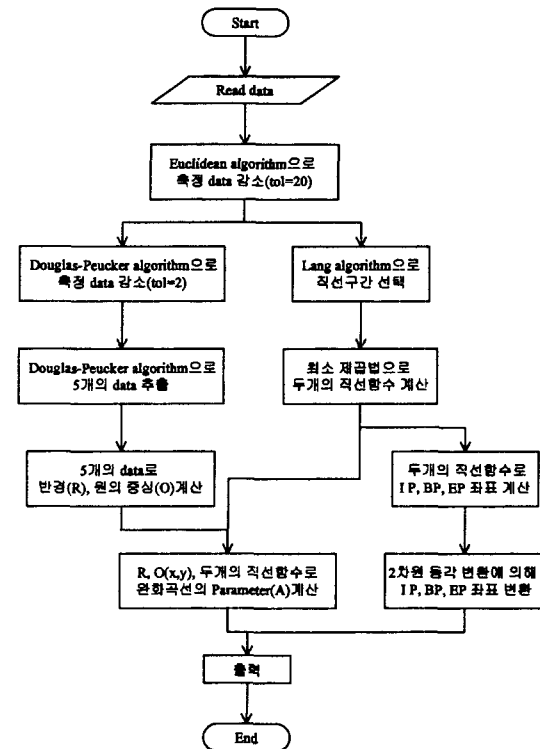 Start
Read data
Euclidean algorithm으로
측정 data 감소(tol=20)
Douglas-Peucker algorithm으로
측정 data 감소(tol=2)
Lang algorithm으로
직선구간 선택
Douglas-Peucker algorithm으로
5개의 data 추출
최소 제곱법으로
두개의 직선함수 계산
5개의 data로
반경(R), 원의 중심(O)계산
두개의 직선함수로
I P, BP, EP 좌표 계산
R, O(x,y), 두개의 직선함수로
완화곡선의 Parameter(A)계산
2차원 등각 변환에 의해
I P, BP, EP 좌표 변환
출력
End